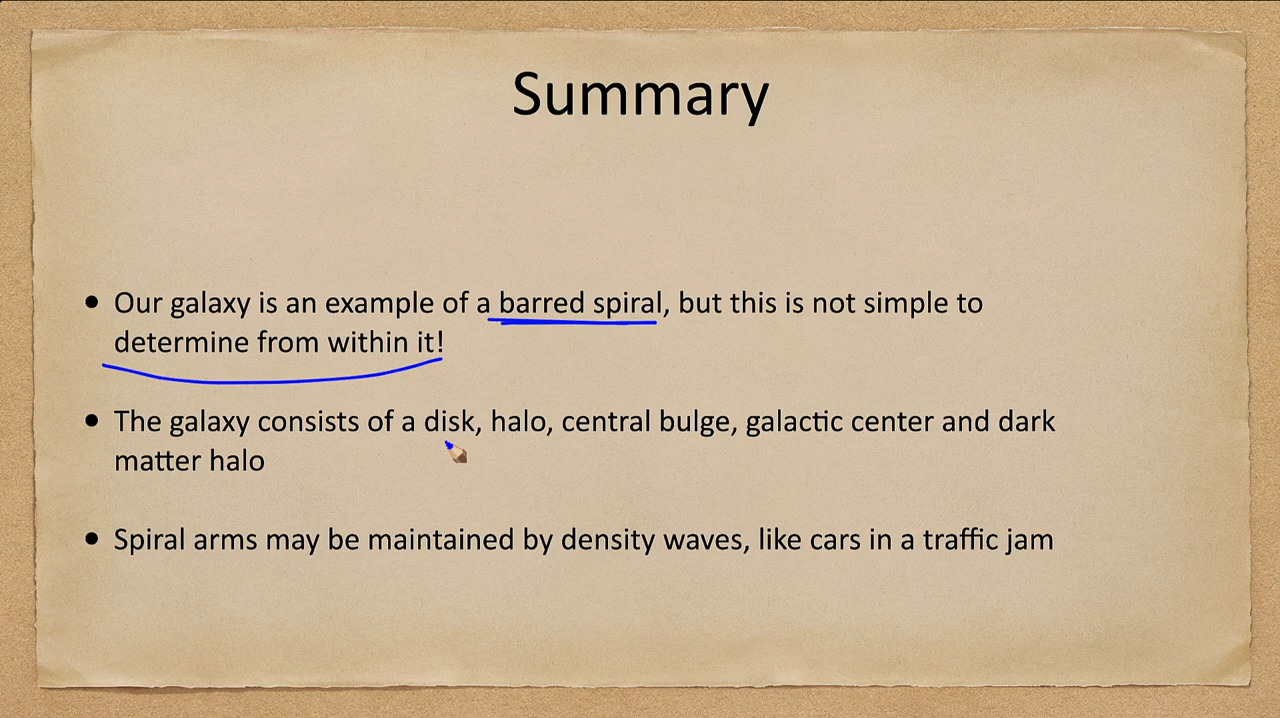 Summary
• Our galaxy is an example of a barred spiral, but this is not simple to
determine from within it!
• The galaxy consists of a disk, halo, central bulge, galactic center and dark
matter halo
• Spiral arms may be maintained by density waves, like cars in a traffic jam